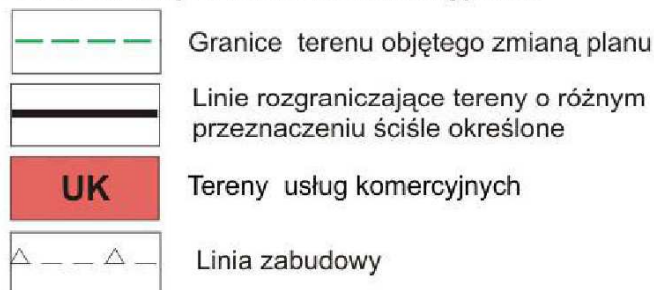 Granice terenu objętego zmianą planu
Linie rozgraniczające tereny o różnym
przeznaczeniu ściśle określone
UK
Tereny usług komercyjnych
Linia zabudowy